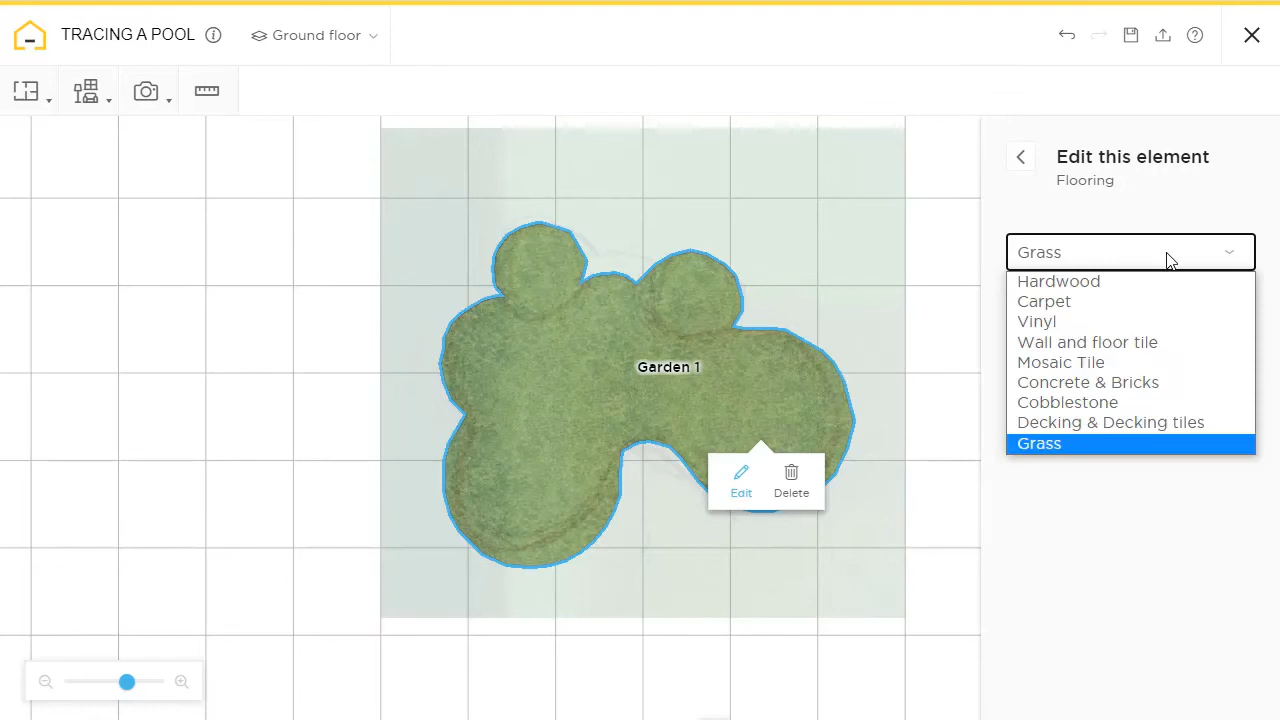 TRACING A POOL
Ground floor
Edit this element
Flooring
Grass
Hardwood
Carpet
Vinyl
Wall and floor tile
Mosaic Tile
Concrete & Bricks
Cobblestone
Decking & Decking tiles
Grass
Garden 1
Edit
Delete